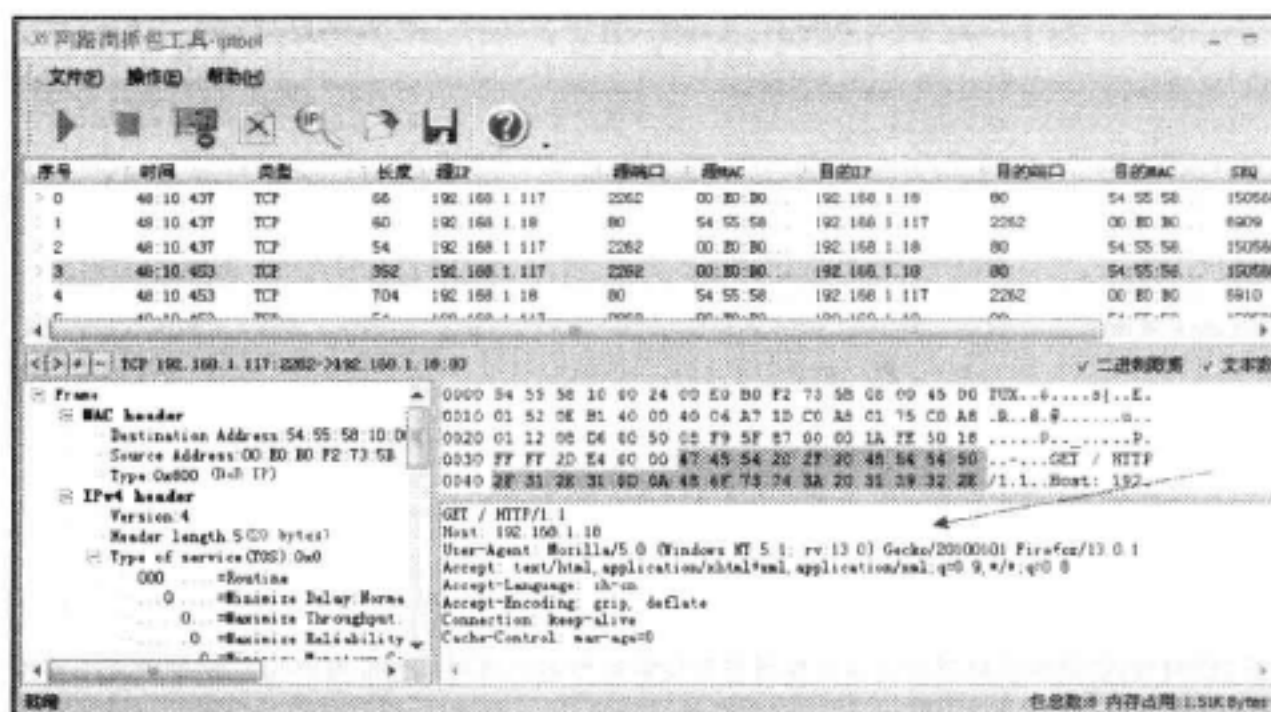 网路岗抓包工具-iptool
文件(F) 操作(E) 帮助(H)
序号 时间 类型 长度 源IP 源端口 源MAC 目的IP 目的端口 目的MAC SEQ
0 48:10.437 TCP 66 192.168.1.117 2262 00:E0:B0... 192.168.1.18 80 54:55:58... 15056
1 48:10.437 TCP 60 192.168.1.18 80 54:55:58... 192.168.1.117 2262 00:E0:B0... 6909
2 48:10.437 TCP 54 192.168.1.117 2262 00:E0:B0... 192.168.1.18 80 54:55:58... 15056
3 48:10.453 TCP 352 192.168.1.117 2262 00:E0:B0... 192.168.1.18 80 54:55:58... 15056
4 48:10.453 TCP 704 192.168.1.18 80 54:55:58... 192.168.1.117 2262 00:E0:B0... 6910
TCP 192.168.1.117:2262->192.168.1.18:80 二进制数据
Frame
MAC header
Destination Address:54:55:58:10:0
Source Address:00:E0:B0:F2:73:5B
Type:0x800
IPv4 header
Version:4
Header length:5(20 bytes)
Type of service(TOS):0x0
000 =Routine
0 =Minimize Delay:Norma
0 =Maximize Throughput.
0 =Maximize Reliability
0000 54 55 58 10 00 24 00 E0 B0 F2 73 5B 08 00 45 00 TUX..$....s[..E.
0010 01 52 0E B1 40 00 40 06 A7 1D C0 A8 01 75 C0 A8 .R..@.@......u..
0020 01 12 08 D6 00 50 08 F9 5F 87 00 00 1A FE 50 18 .....P.._.....P.
0030 FF FF 2D E4 00 00 47 45 54 20 2F 20 48 54 54 50 ..-...GET / HTTP
0040 2F 31 2E 31 0D 0A 48 6F 73 74 3A 20 31 39 32 2E /1.1..Host: 192.
GET / HTTP/1.1
Host: 192.168.1.18
User-Agent: Mozilla/5.0 (Windows NT 5.1; rv:13.0) Gecko/20100101 Firefox/13.0.1
Accept: text/html,application/xhtml+xml,application/xml;q=0.9,*/*;q=0.8
Accept-Language: zh-cn
Accept-Encoding: gzip, deflate
Connection: keep-alive
Cache-Control: max-age=0
就绪 包总数:8 内存占用:1.51K Bytes